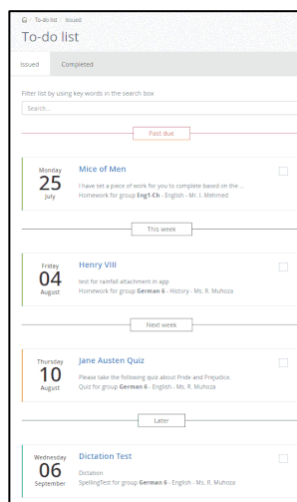 To-do list / Issued
To-do list
Issued Completed
Filter list by using key words in the search box
Search...
Past due
Monday
25
July
Mice of Men
I have set a piece of work for you to complete based on the ...
Homework for group Eng1-Ch - English - Mr. I. Mehmed
This week
Friday
04
August
Henry VIII
test for rainfall attachment in app
Homework for group German 6 - History - Ms. R. Muhoza
Next week
Thursday
10
August
Jane Austen Quiz
Please take the following quiz about Pride and Prejudice.
Quiz for group German 6 - English - Ms. R. Muhoza
Later
Wednesday
06
September
Dictation Test
Dictation
SpellingTest for group German 6 - English - Ms. R. Muhoza